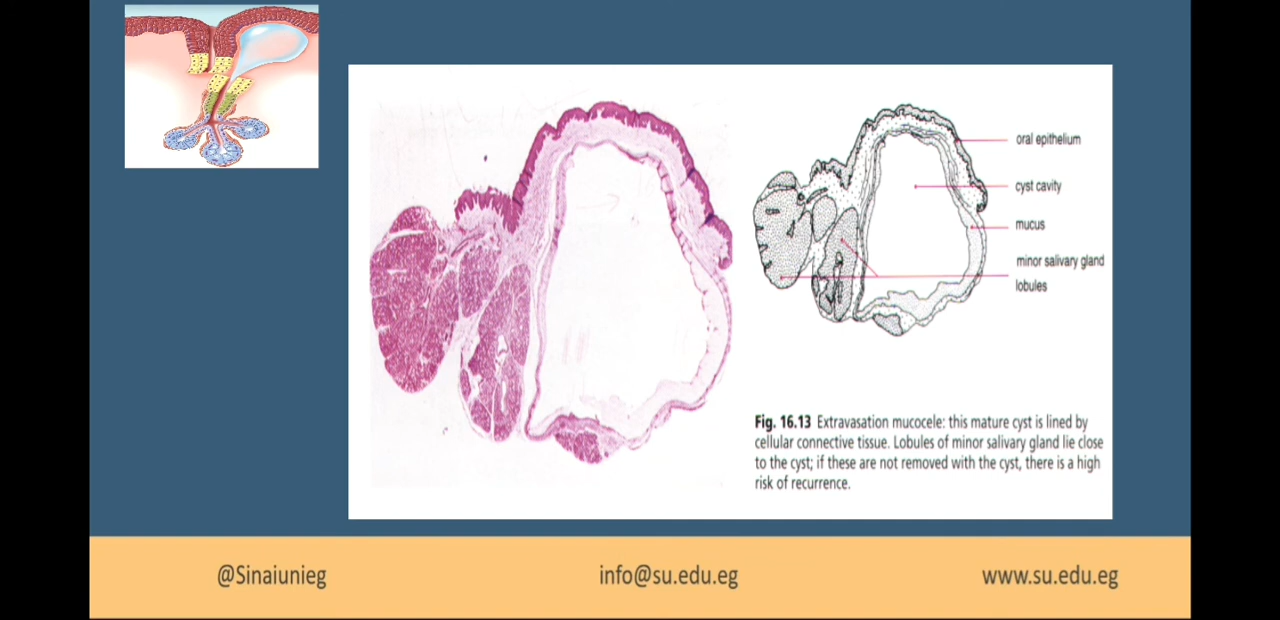 oral epithelium
cyst cavity
mucus
minor salivary gland
lobules
Fig. 16.13 Extravasation mucocele: this mature cyst is lined by
cellular connective tissue. Lobules of minor salivary gland lie close
to the cyst; if these are not removed with the cyst, there is a high
risk of recurrence.
@Sinaiunieg
info@su.edu.eg
www.su.edu.eg